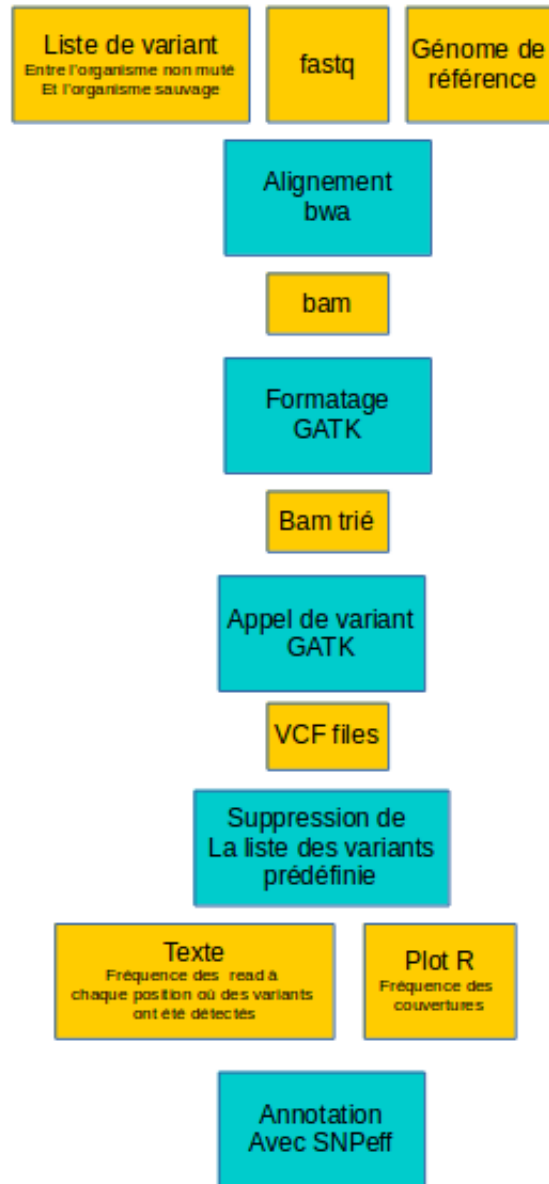 Liste de variant
Entre l'organisme non muté
Et l'organisme sauvage
fastq
Génome de
référence
Alignement
bwa
bam
Formatage
GATK
Bam trié
Appel de variant
GATK
VCF files
Suppression de
La liste des variants
prédéfinie
Texte
Fréquence des read à
chaque position où des variants
ont été détectés
Plot R
Fréquence des
couvertures
Annotation
Avec SNPeff